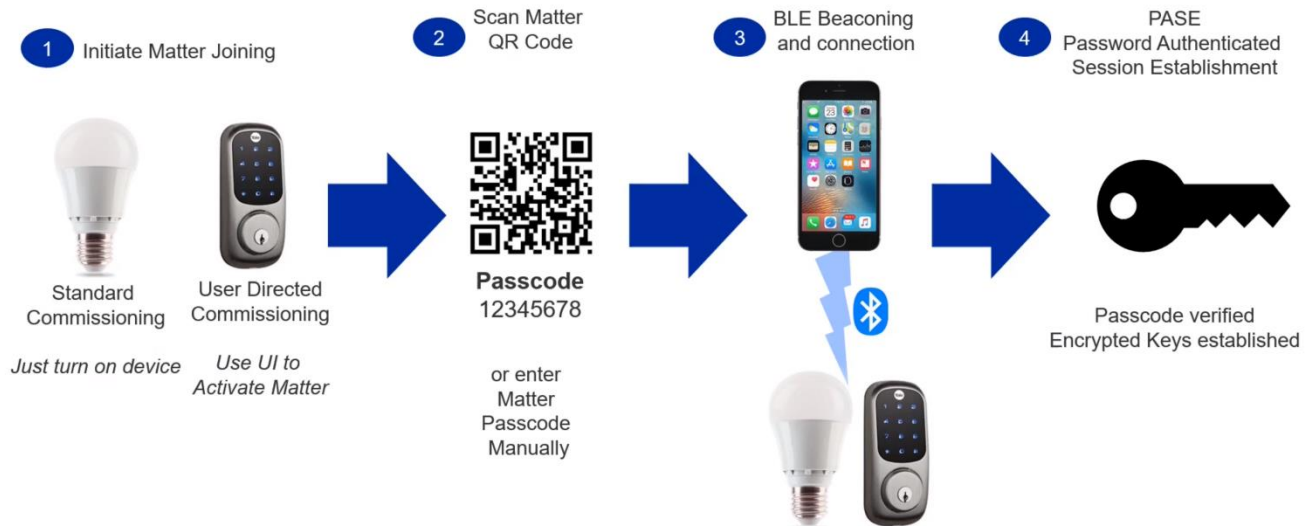 1
Initiate Matter Joining
Standard
Commissioning
Just turn on device
User Directed
Commissioning
Use UI to
Activate Matter
2
Scan Matter
QR Code
Passcode
12345678
or enter
Matter
Passcode
Manually
3
BLE Beaconing
and connection
4
PASE
Password Authenticated
Session Establishment
Passcode verified
Encrypted Keys established